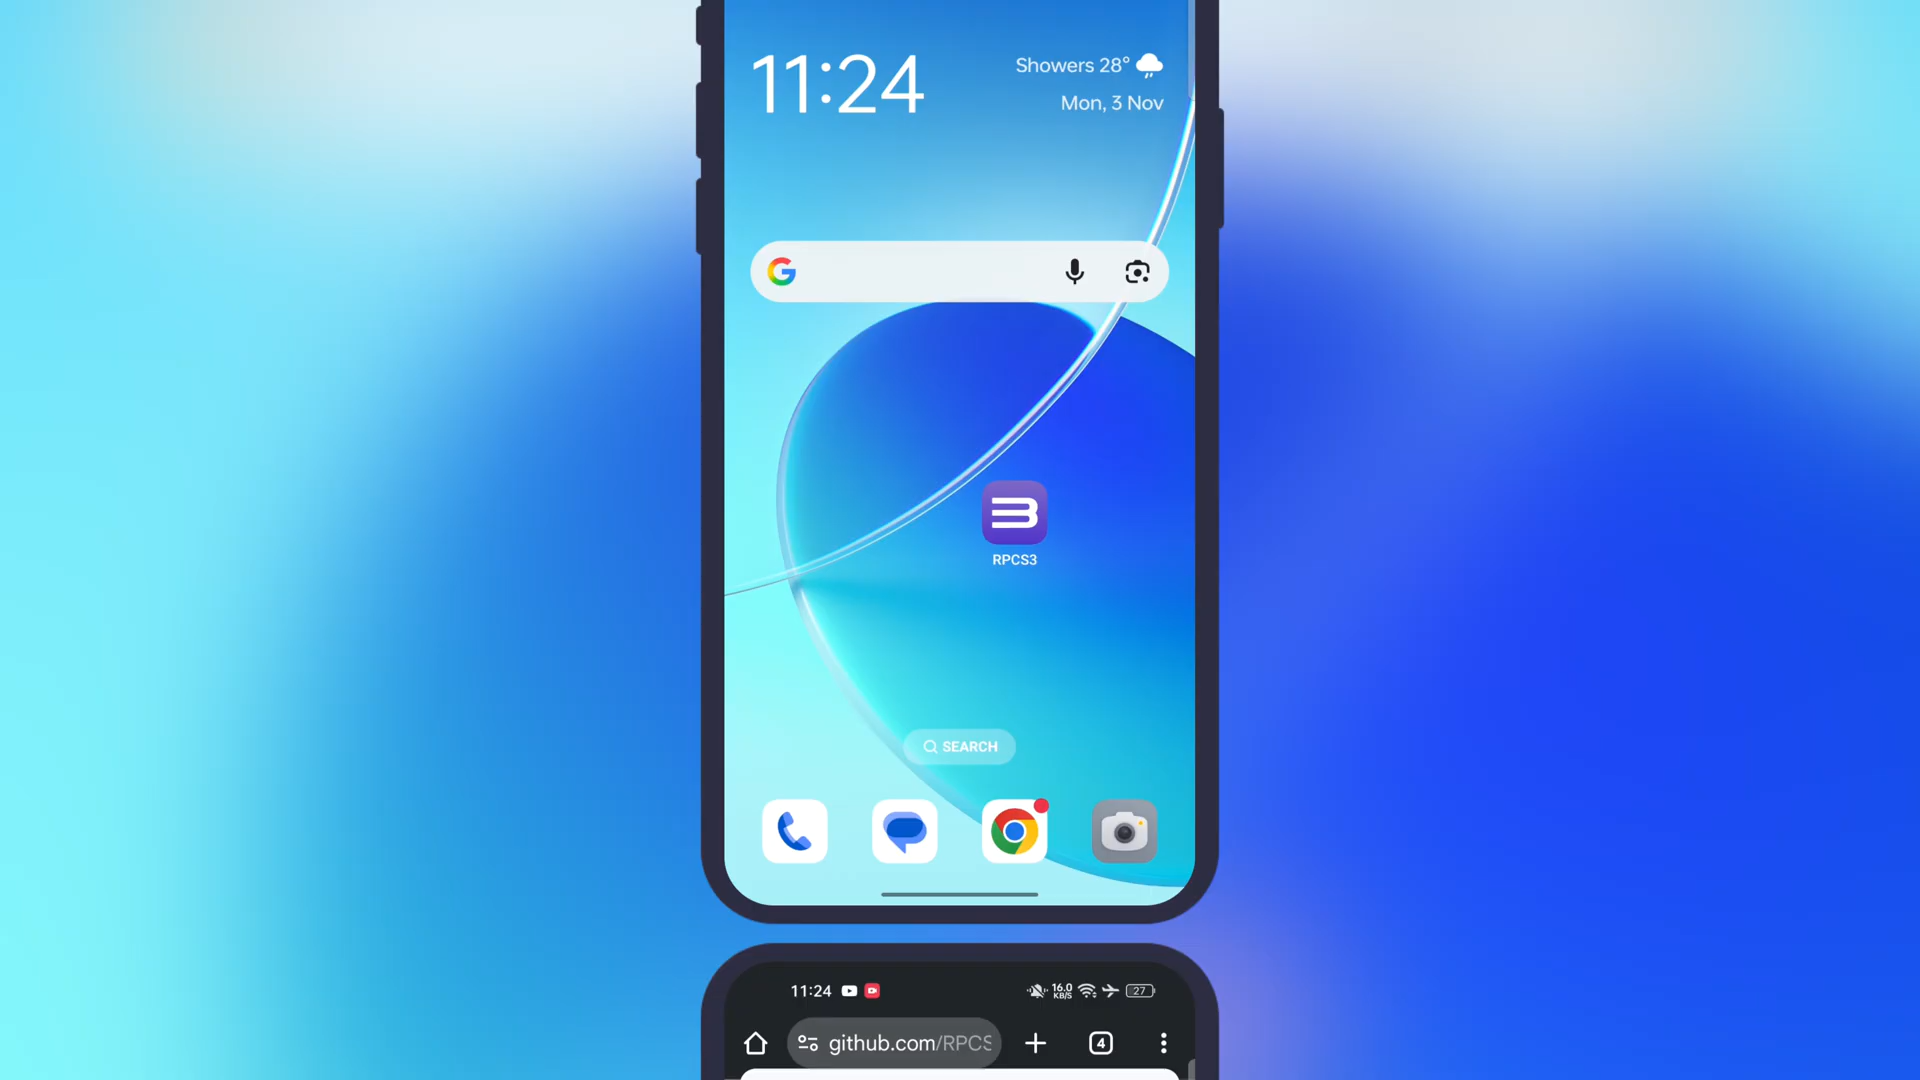 11:24
Showers 28°
Mon, 3 Nov
RPCS3
SEARCH
11:24
16.0
KB/S
27
github.com/RPCS
4